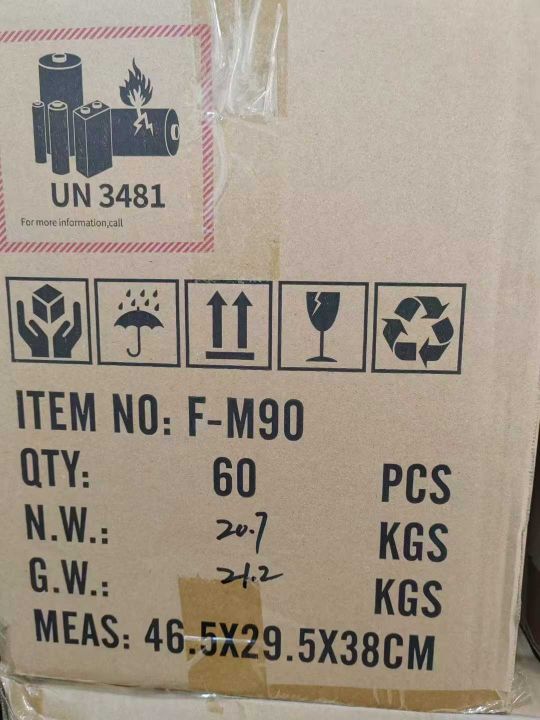 UN 3481
For more information,call
ITEM NO: F-M90
QTY: 60 PCS
N.W.: 20.7 KGS
G.W.: 21.2 KGS
MEAS: 46.5X29.5X38CM